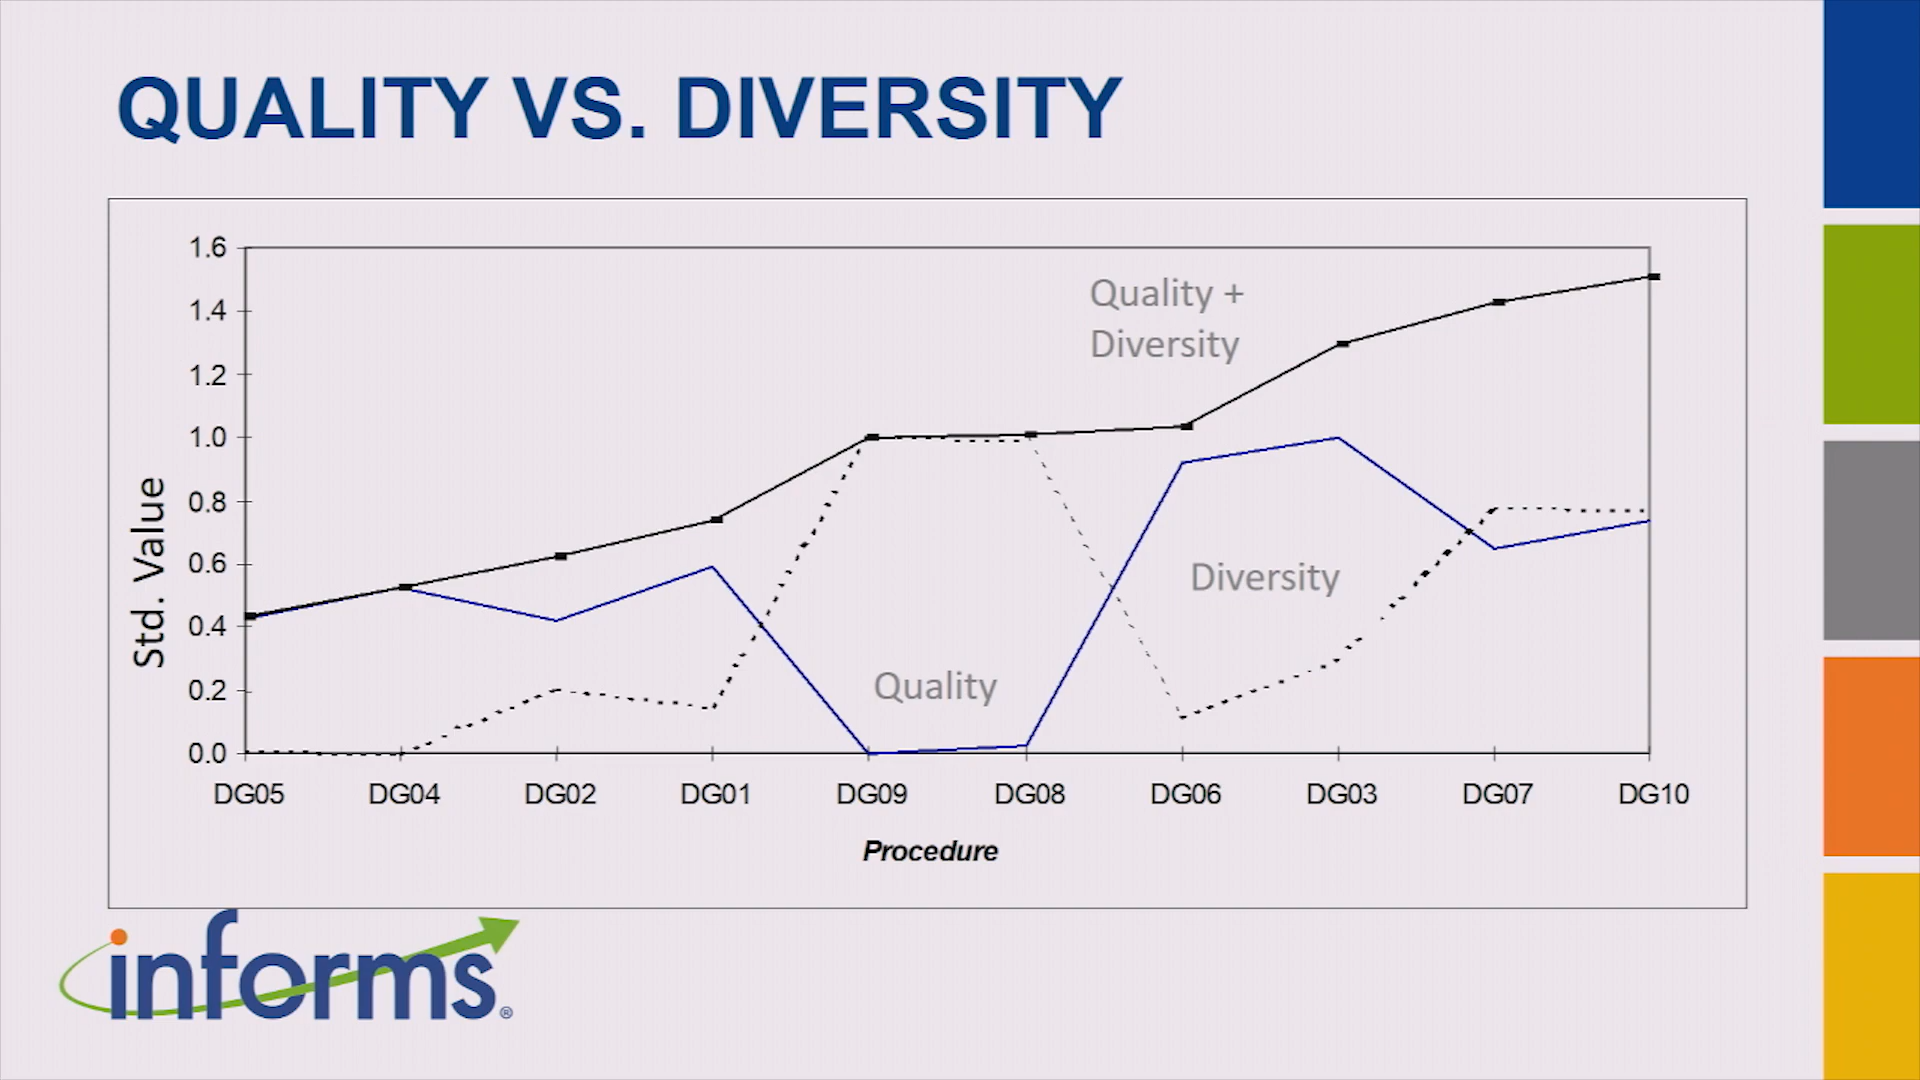 QUALITY VS. DIVERSITY
1.6
1.4
1.2
1.0
0.8
0.6
0.4
0.2
0.0
Std. Value
Quality +
Diversity
Diversity
Quality
DG05 DG04 DG02 DG01 DG09 DG08 DG06 DG03 DG07 DG10
Procedure
informs®